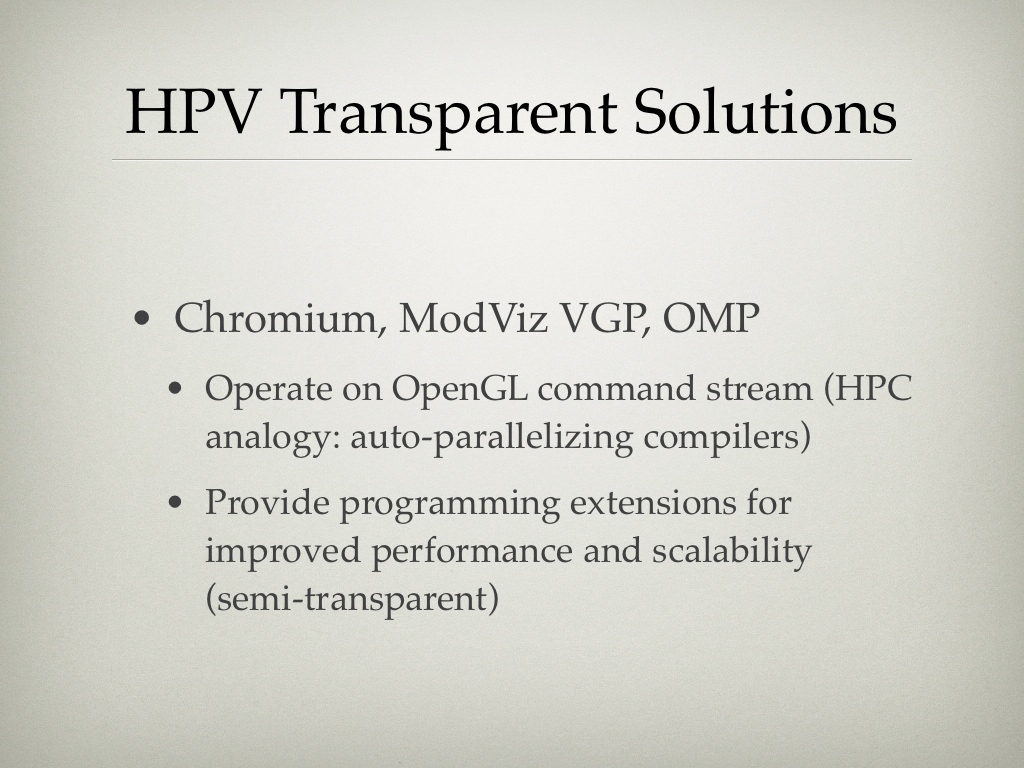 HPV Transparent Solutions
• Chromium, ModViz VGP, OMP
• Operate on OpenGL command stream (HPC
analogy: auto-parallelizing compilers)
• Provide programming extensions for
improved performance and scalability
(semi-transparent)